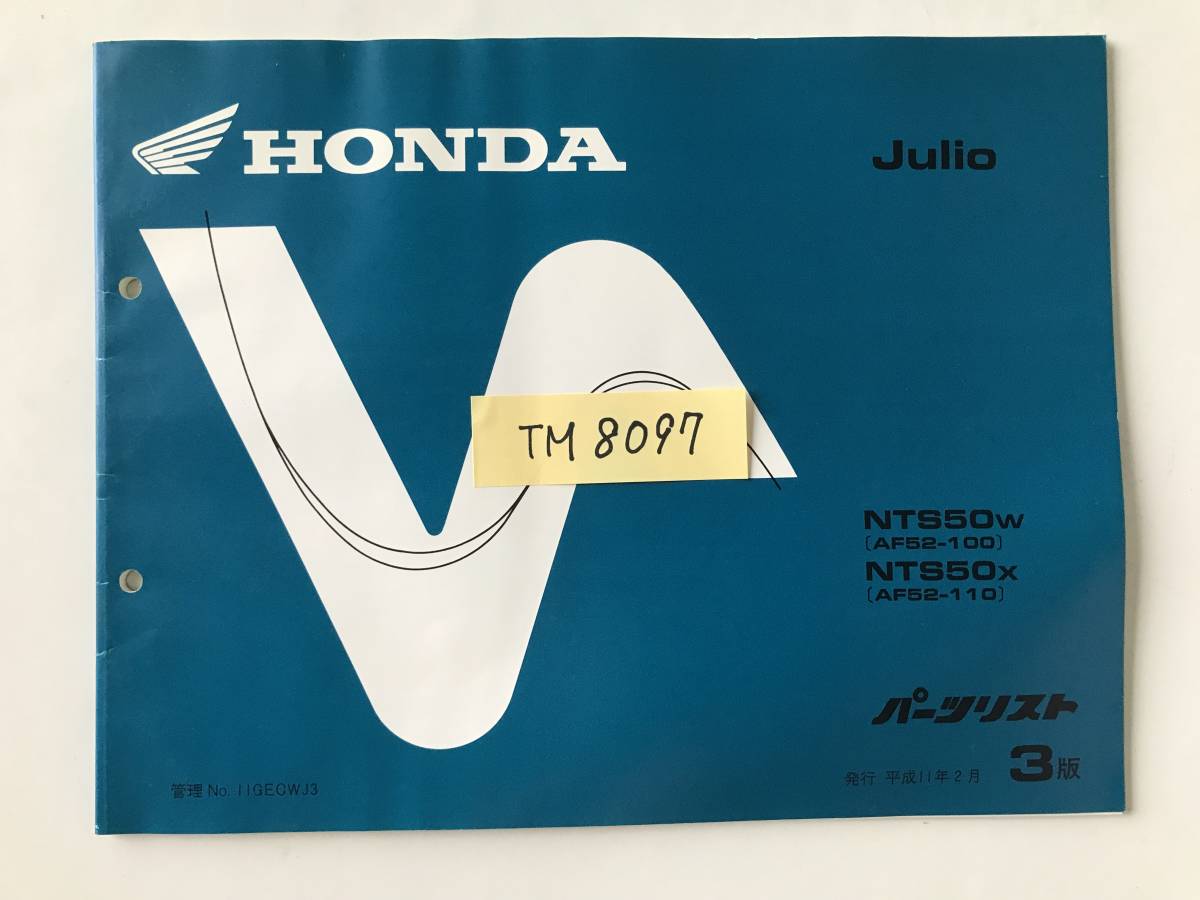 HONDA
Julio
TM 8097
NTS50W
〔AF52-100〕
NTS50X
〔AF52-110〕
パーツリスト
3版
発行 平成11年2月
管理 No. 11GECWJ3